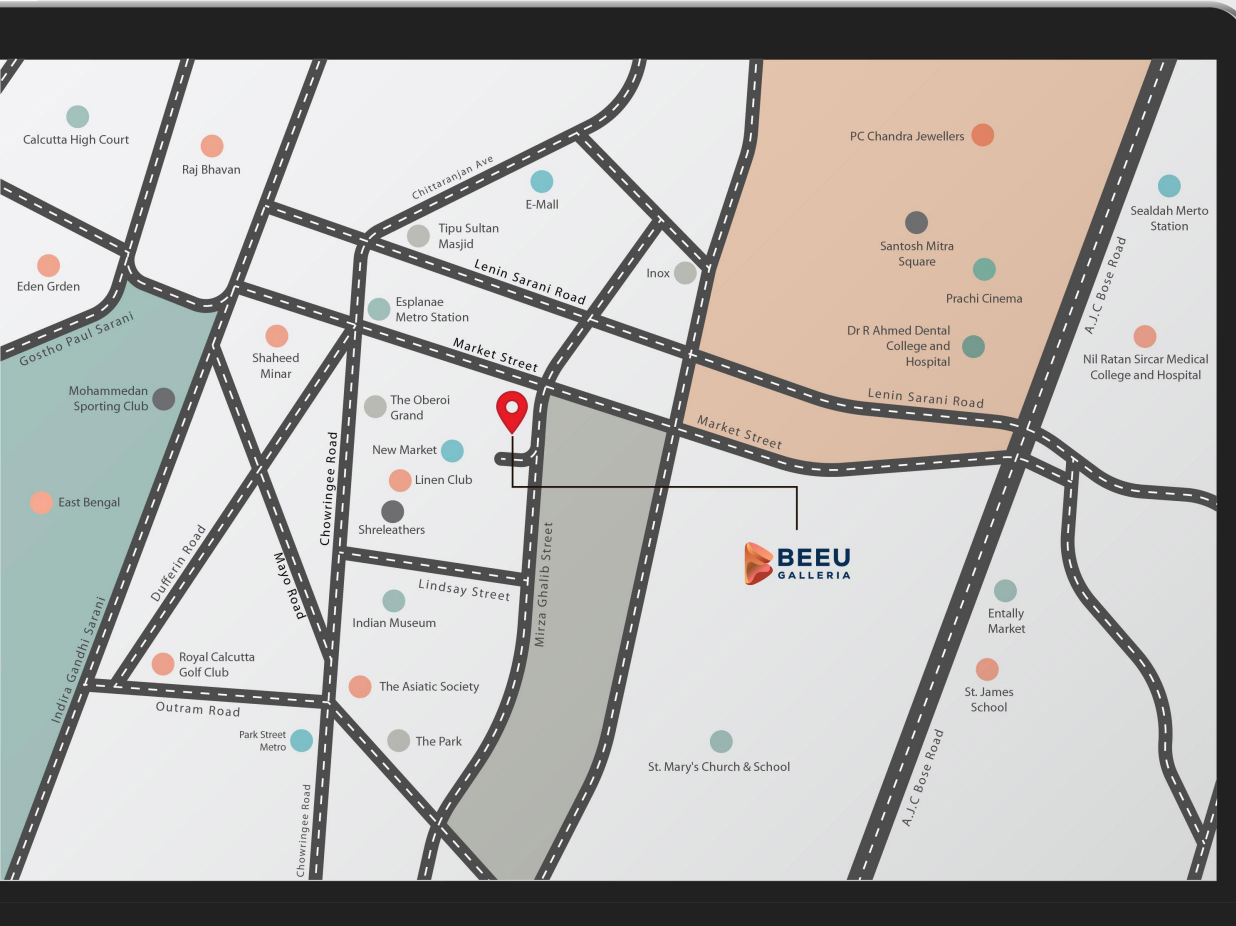 Calcutta High Court
Raj Bhavan
PC Chandra Jewellers
Chittaranjan Ave
E-Mall
Sealdah Merto
Station
Tipu Sultan
Masjid
Santosh Mitra
Square
Eden Grden
Lenin Sarani Road
Inox
Prachi Cinema
A.J.C Bose Road
Esplanae
Metro Station
Gostho Paul Sarani
Shaheed
Minar
Market Street
Dr R Ahmed Dental
College and
Hospital
Nil Ratan Sircar Medical
College and Hospital
Mohammedan
Sporting Club
The Oberoi
Grand
Lenin Sarani Road
Market Street
New Market
Linen Club
Chowringee Road
East Bengal
Shreleathers
Dufferin Road
Mayo Road
Lindsay Street
Mirza Ghalib Street
BEEU
GALLERIA
Indian Museum
Entally
Market
Indira Gandhi Sarani
Royal Calcutta
Golf Club
The Asiatic Society
St. James
School
Outram Road
Park Street
Metro
The Park
St. Mary's Church & School
A.J.C Bose Road
Chowringee Road